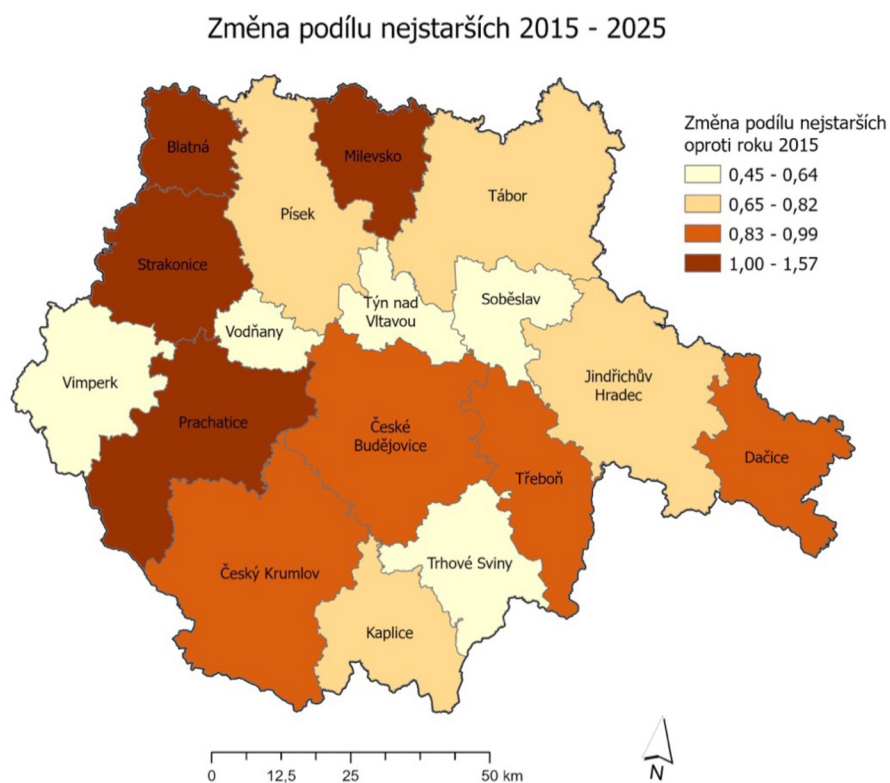 Změna podílu nejstarších 2015 - 2025
Změna podílu nejstarších
oproti roku 2015
0,45 - 0,64
0,65 - 0,82
0,83 - 0,99
1,00 - 1,57
Blatná
Milevsko
Písek
Tábor
Strakonice
Týn nad
Vltavou
Soběslav
Vodňany
Vimperk
Jindřichův
Hradec
Prachatice
České
Budějovice
Třeboň
Dačice
Český Krumlov
Trhové Sviny
Kaplice
0
12,5
25
50 km
N